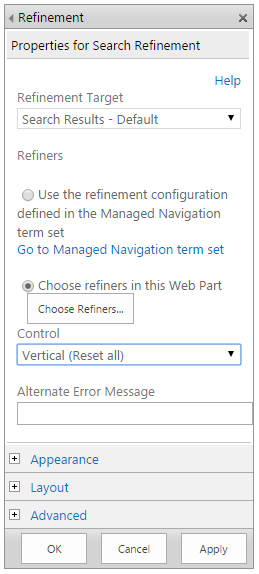 Refinement
Properties for Search Refinement
Help
Refinement Target
Search Results - Default
Refiners
Use the refinement configuration
defined in the Managed Navigation
term set
Go to Managed Navigation term set
Choose refiners in this Web Part
Choose Refiners...
Control
Vertical (Reset all)
Alternate Error Message
Appearance
Layout
Advanced
OK
Cancel
Apply